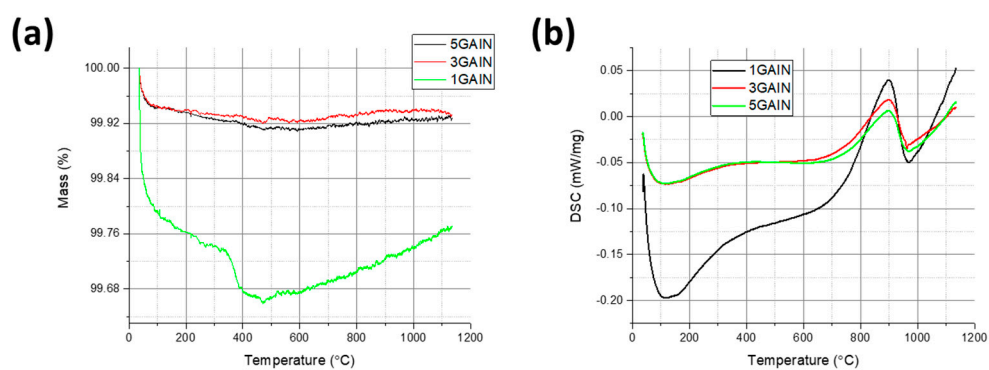 (a)
5GAIN
3GAIN
1GAIN
100.00
99.92
99.84
99.76
99.68
Mass (%)
0 200 400 600 800 1000 1200
Temperature (°C)
(b)
1GAIN
3GAIN
5GAIN
0.05
0.00
-0.05
-0.10
-0.15
-0.20
DSC (mW/mg)
0 200 400 600 800 1000 1200
Temperature (°C)